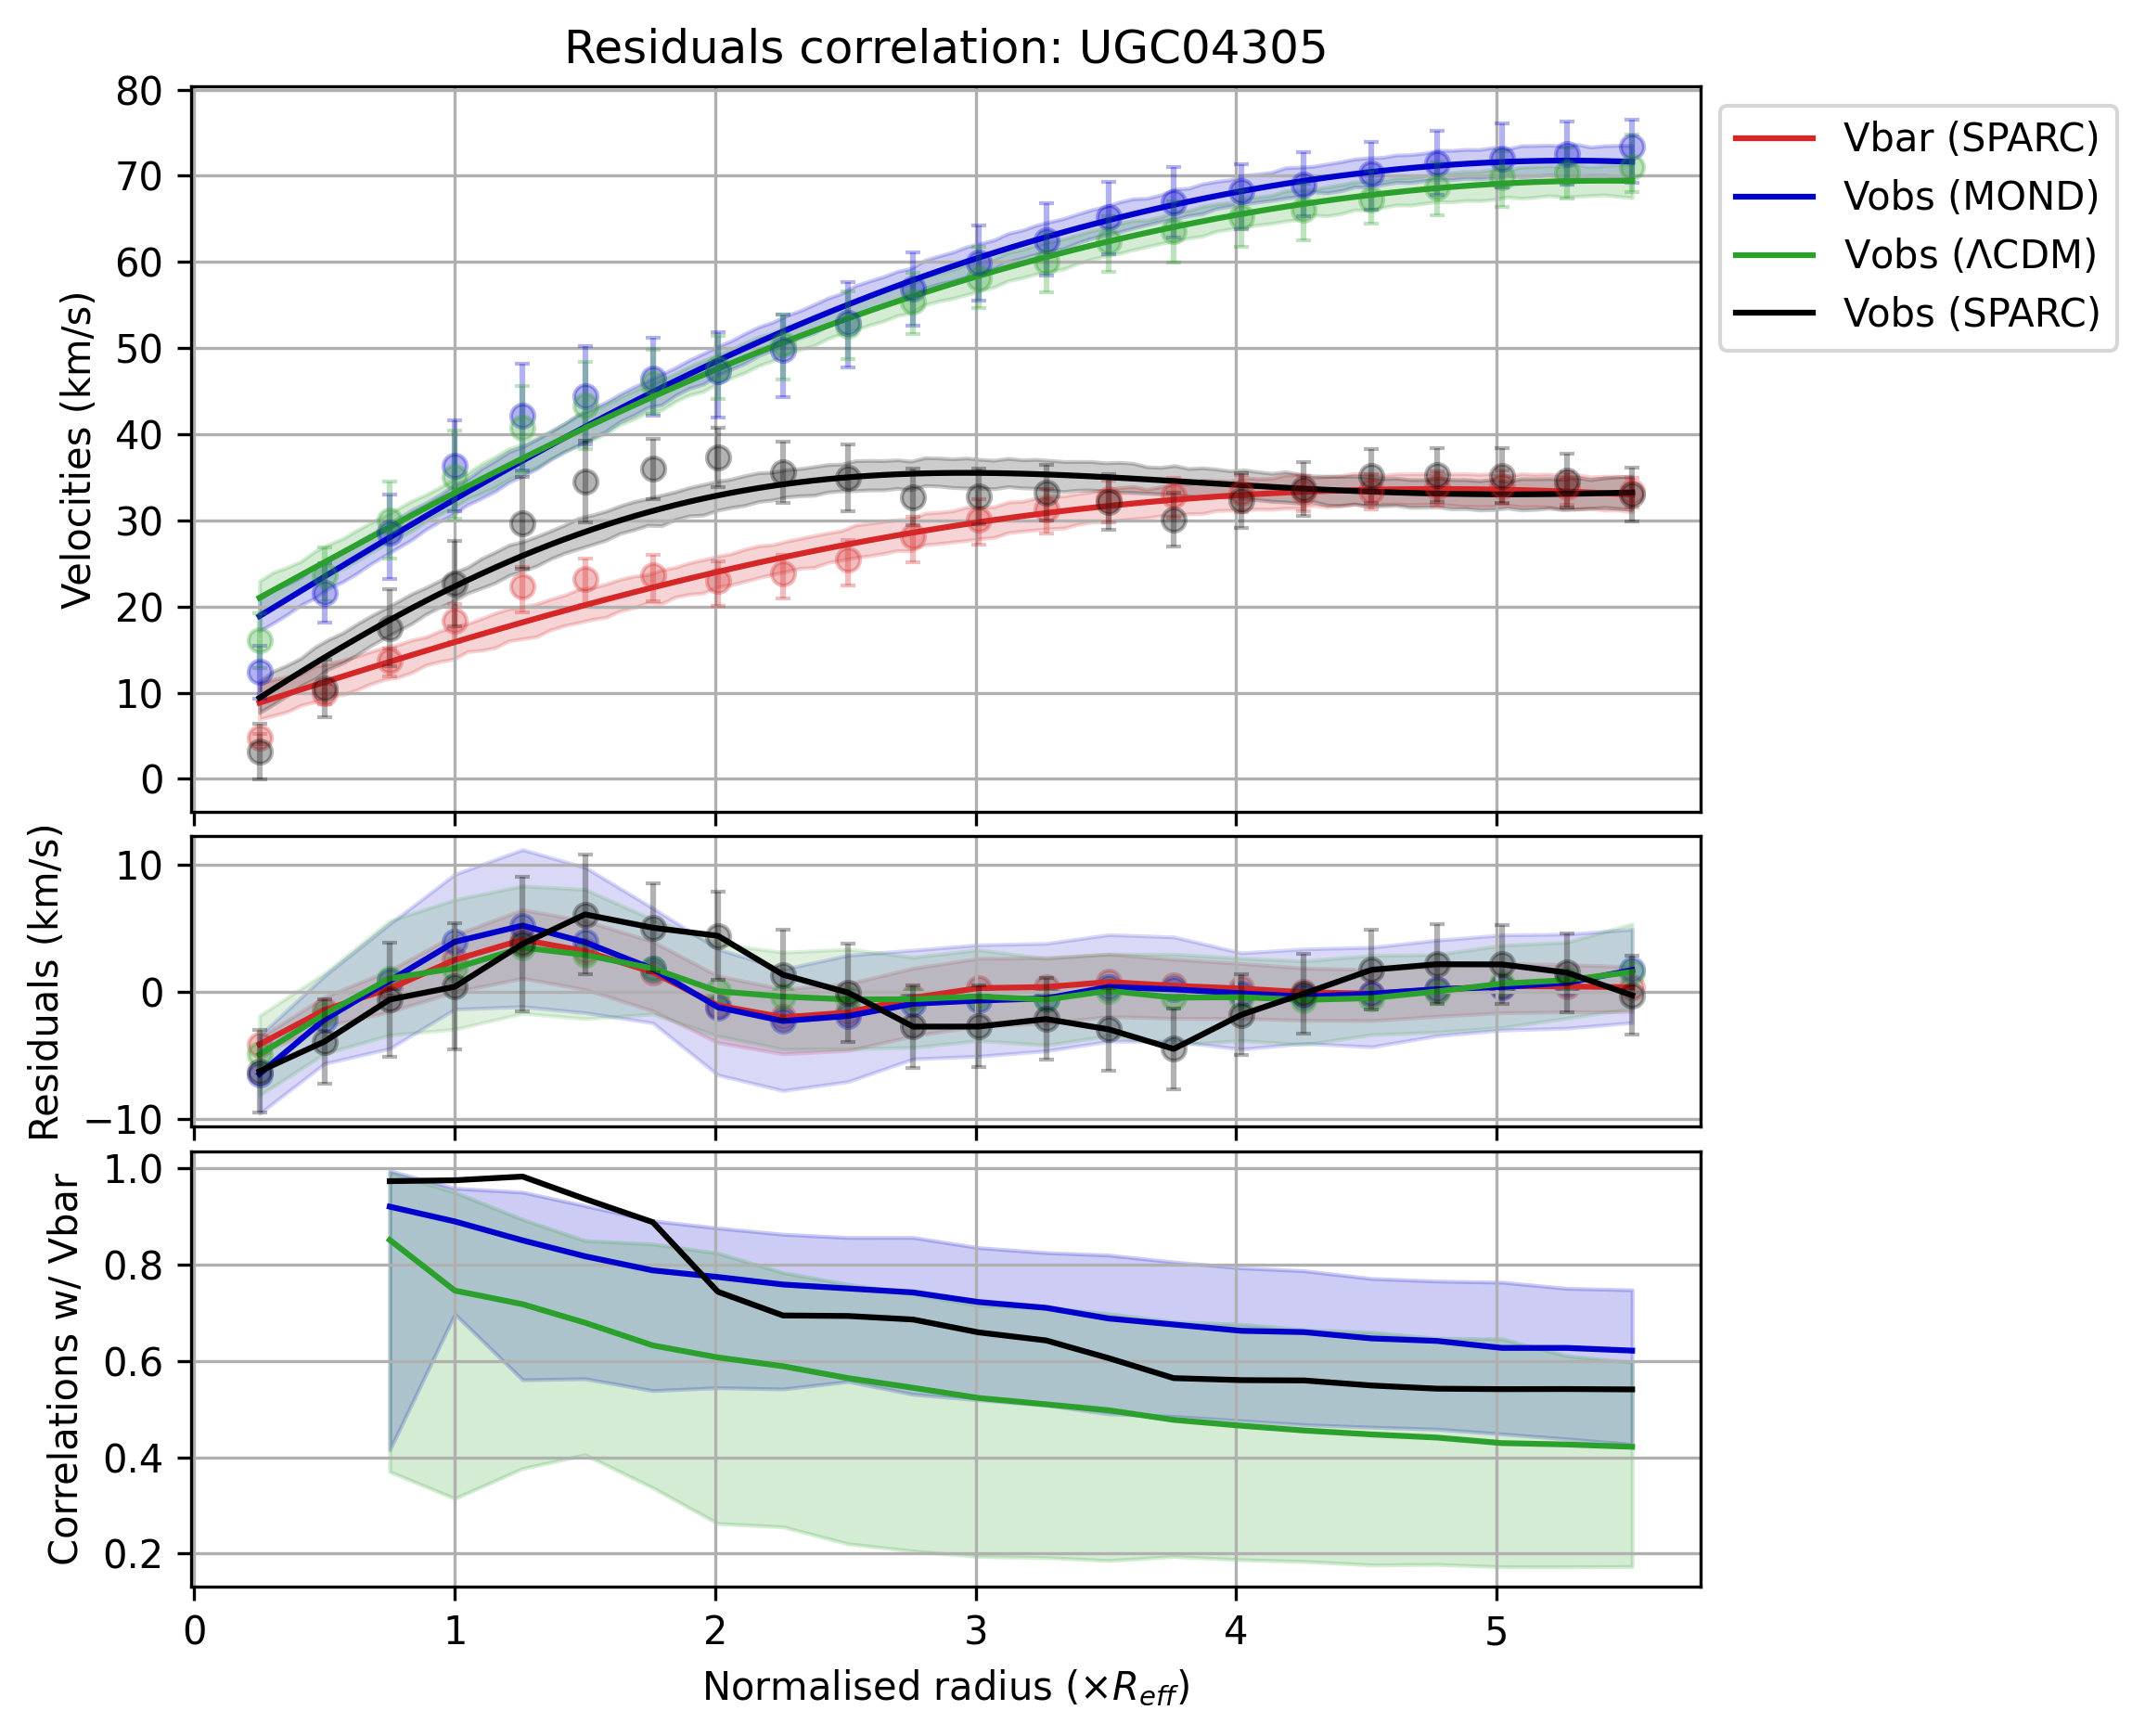 Residuals correlation: UGC04305
80
70
60
50
40
30
20
10
0
Velocities (km/s)
Vbar (SPARC)
Vobs (MOND)
Vobs (ΛCDM)
Vobs (SPARC)
10
0
−10
Residuals (km/s)
1.0
0.8
0.6
0.4
0.2
Correlations w/ Vbar
0 1 2 3 4 5
Normalised radius (×R_eff)